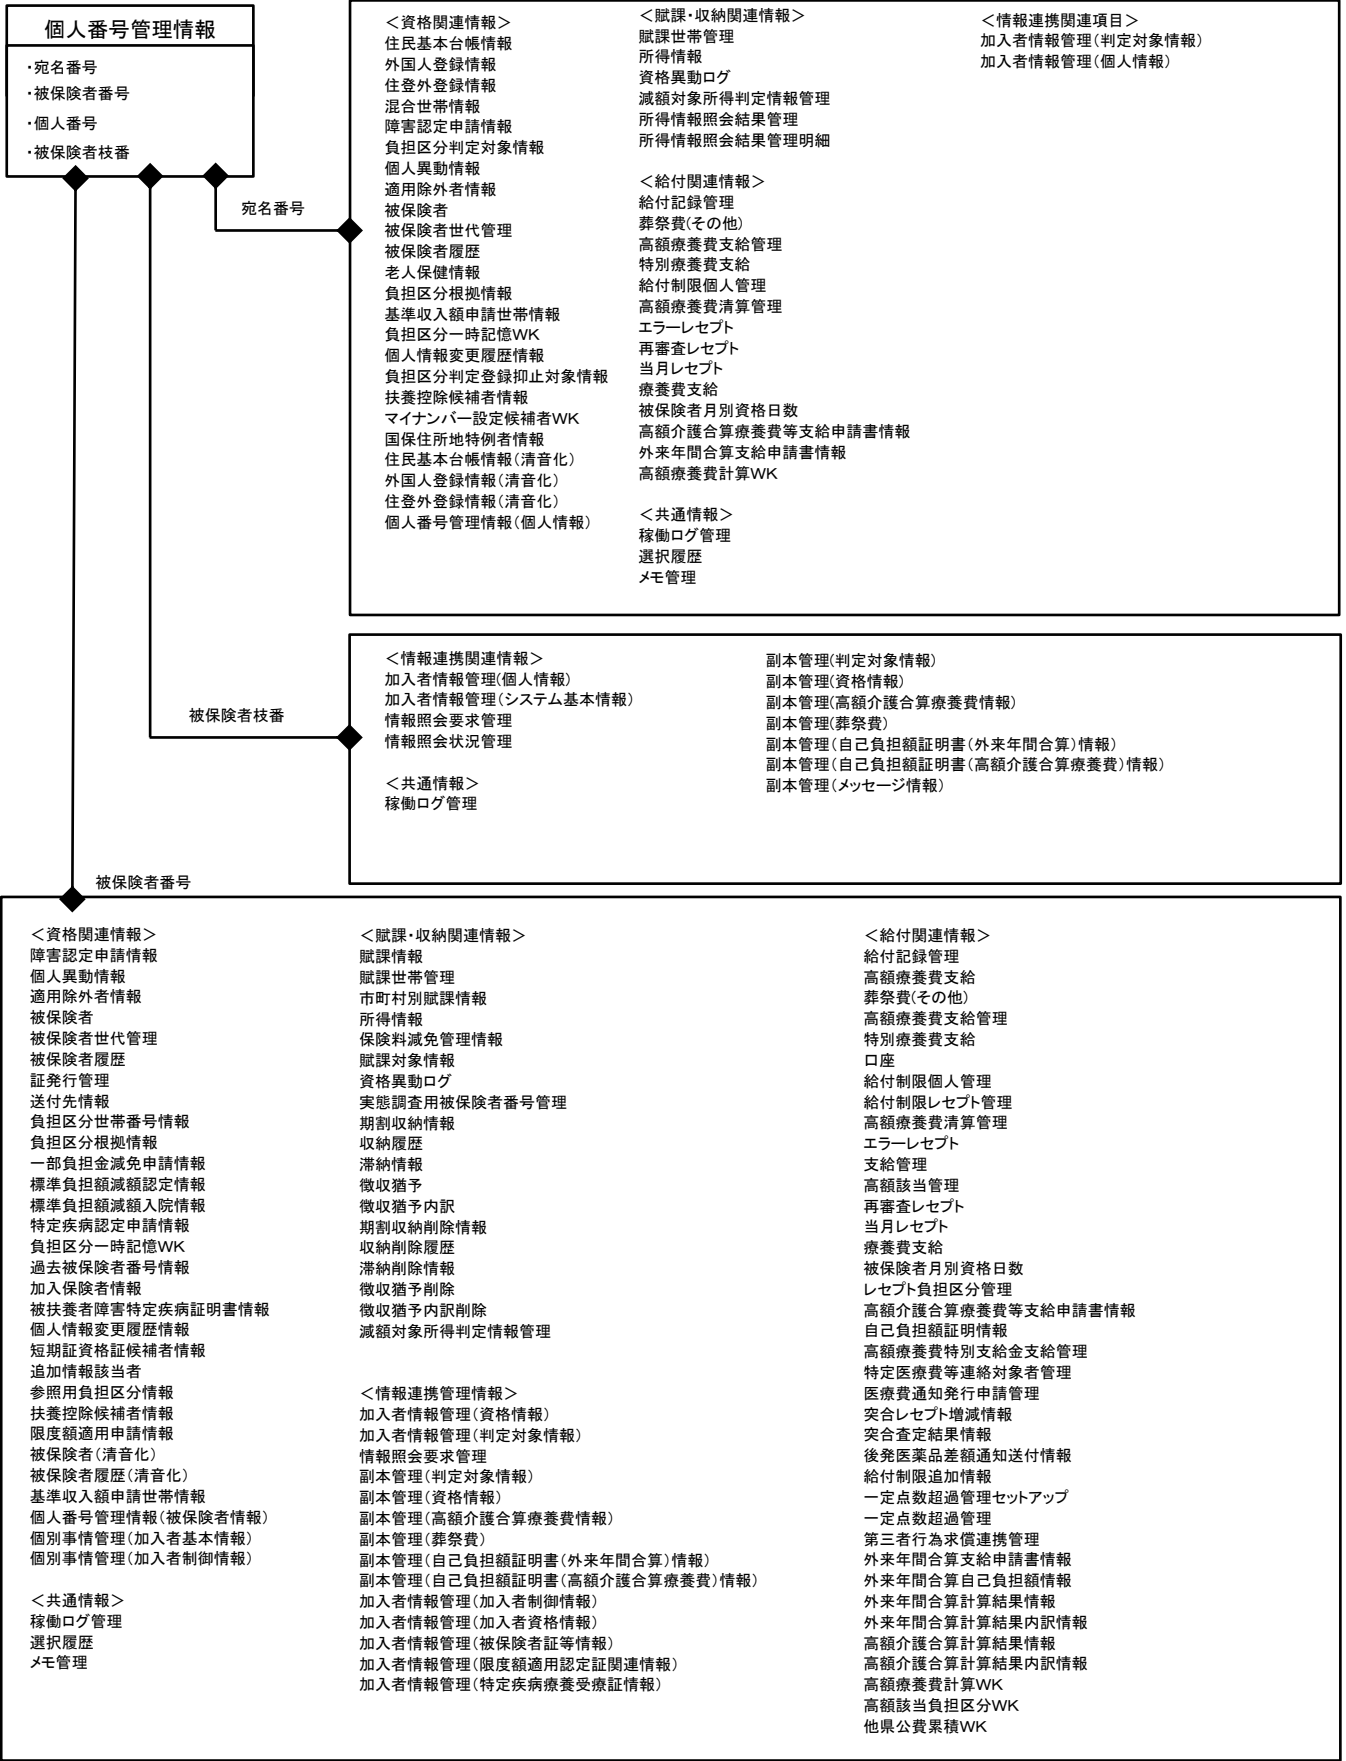 個人番号管理情報
・宛名番号
・被保険者番号
・個人番号
・被保険者枝番
宛名番号
＜資格関連情報＞
住民基本台帳情報
外国人登録情報
住登外登録情報
混合世帯情報
障害認定申請情報
負担区分判定対象情報
個人異動情報
適用除外者情報
被保険者
被保険者世代管理
被保険者履歴
老人保健情報
負担区分根拠情報
基準収入額申請世帯情報
負担区分一時記憶WK
個人情報変更履歴情報
負担区分判定登録抑止対象情報
扶養控除候補者情報
マイナンバー設定候補者WK
国保住所地特例者情報
住民基本台帳情報（清音化）
外国人登録情報（清音化）
住登外登録情報（清音化）
個人番号管理情報（個人情報）
＜賦課・収納関連情報＞
賦課世帯管理
所得情報
資格異動ログ
減額対象所得判定情報管理
所得情報照会結果管理
所得情報照会結果管理明細
＜給付関連情報＞
給付記録管理
葬祭費(その他)
高額療養費支給管理
特別療養費支給
給付制限個人管理
高額療養費清算管理
エラーレセプト
再審査レセプト
当月レセプト
療養費支給
被保険者月別資格日数
高額介護合算療養費等支給申請書情報
外来年間合算支給申請書情報
高額療養費計算WK
＜共通情報＞
稼働ログ管理
選択履歴
メモ管理
＜情報連携関連項目＞
加入者情報管理（判定対象情報）
加入者情報管理（個人情報）
被保険者枝番
＜情報連携関連情報＞
加入者情報管理(個人情報)
加入者情報管理（システム基本情報）
情報照会要求管理
情報照会状況管理
＜共通情報＞
稼働ログ管理
副本管理(判定対象情報)
副本管理(資格情報)
副本管理(高額介護合算療養費情報)
副本管理(葬祭費)
副本管理（自己負担額証明書（外来年間合算）情報）
副本管理（自己負担額証明書（高額介護合算療養費）情報）
副本管理（メッセージ情報）
被保険者番号
＜資格関連情報＞
障害認定申請情報
個人異動情報
適用除外者情報
被保険者
被保険者世代管理
被保険者履歴
証発行管理
送付先情報
負担区分世帯番号情報
負担区分根拠情報
一部負担金減免申請情報
標準負担額減額認定情報
標準負担額減額入院情報
特定疾病認定申請情報
負担区分一時記憶WK
過去被保険者番号情報
加入保険者情報
被扶養者障害特定疾病証明書情報
個人情報変更履歴情報
短期証資格証候補者情報
追加情報該当者
参照用負担区分情報
扶養控除候補者情報
限度額適用申請情報
被保険者（清音化）
被保険者履歴（清音化）
基準収入額申請世帯情報
個人番号管理情報（被保険者情報）
個別事情管理（加入者基本情報）
個別事情管理（加入者制御情報）
＜共通情報＞
稼働ログ管理
選択履歴
メモ管理
＜賦課・収納関連情報＞
賦課情報
賦課世帯管理
市町村別賦課情報
所得情報
保険料減免管理情報
賦課対象情報
資格異動ログ
実態調査用被保険者番号管理
期割収納情報
収納履歴
滞納情報
徴収猶予
徴収猶予内訳
期割収納削除情報
収納削除履歴
滞納削除情報
徴収猶予削除
徴収猶予内訳削除
減額対象所得判定情報管理
＜情報連携管理情報＞
加入者情報管理（資格情報）
加入者情報管理（判定対象情報）
情報照会要求管理
副本管理（判定対象情報）
副本管理（資格情報）
副本管理（高額介護合算療養費情報）
副本管理（葬祭費）
副本管理（自己負担額証明書（外来年間合算）情報）
副本管理（自己負担額証明書（高額介護合算療養費）情報）
加入者情報管理（加入者制御情報）
加入者情報管理（加入者資格情報）
加入者情報管理（被保険者証等情報）
加入者情報管理（限度額適用認定証関連情報）
加入者情報管理（特定疾病療養受療証情報）
＜給付関連情報＞
給付記録管理
高額療養費支給
葬祭費(その他)
高額療養費支給管理
特別療養費支給
口座
給付制限個人管理
給付制限レセプト管理
高額療養費清算管理
エラーレセプト
支給管理
高額該当管理
再審査レセプト
当月レセプト
療養費支給
被保険者月別資格日数
レセプト負担区分管理
高額介護合算療養費等支給申請書情報
自己負担額証明情報
高額療養費特別支給金支給管理
特定医療費等連絡対象者管理
医療費通知発行申請管理
突合レセプト増減情報
突合査定結果情報
後発医薬品差額通知送付情報
給付制限追加情報
一定点数超過管理セットアップ
一定点数超過管理
第三者行為求償連携管理
外来年間合算支給申請書情報
外来年間合算自己負担額情報
外来年間合算計算結果情報
外来年間合算計算結果内訳情報
高額介護合算計算結果情報
高額介護合算計算結果内訳情報
高額療養費計算WK
高額該当負担区分WK
他県公費累積WK